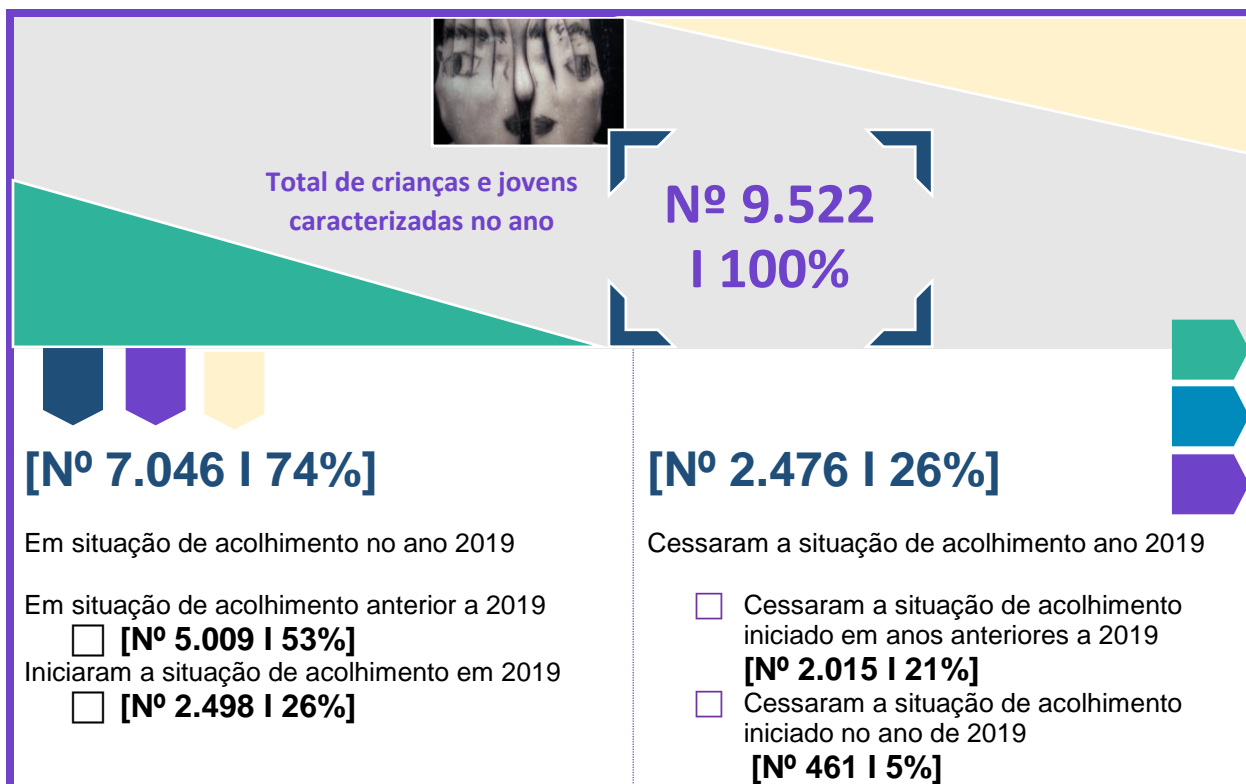 Total de crianças e jovens
caracterizadas no ano
Nº 9.522
I 100%
[Nº 7.046 I 74%]
Em situação de acolhimento no ano 2019
Em situação de acolhimento anterior a 2019
[Nº 5.009 I 53%]
Iniciaram a situação de acolhimento em 2019
[Nº 2.498 I 26%]
[Nº 2.476 I 26%]
Cessaram a situação de acolhimento ano 2019
Cessaram a situação de acolhimento
iniciado em anos anteriores a 2019
[Nº 2.015 I 21%]
Cessaram a situação de acolhimento
iniciado no ano de 2019
[Nº 461 I 5%]